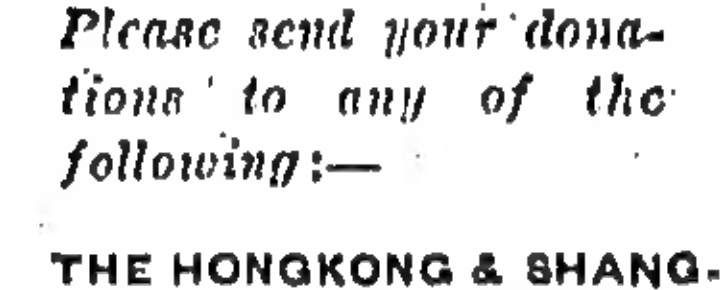 Please send your dona-
tions to any of the
following:—
THE HONGKONG & SHANG-